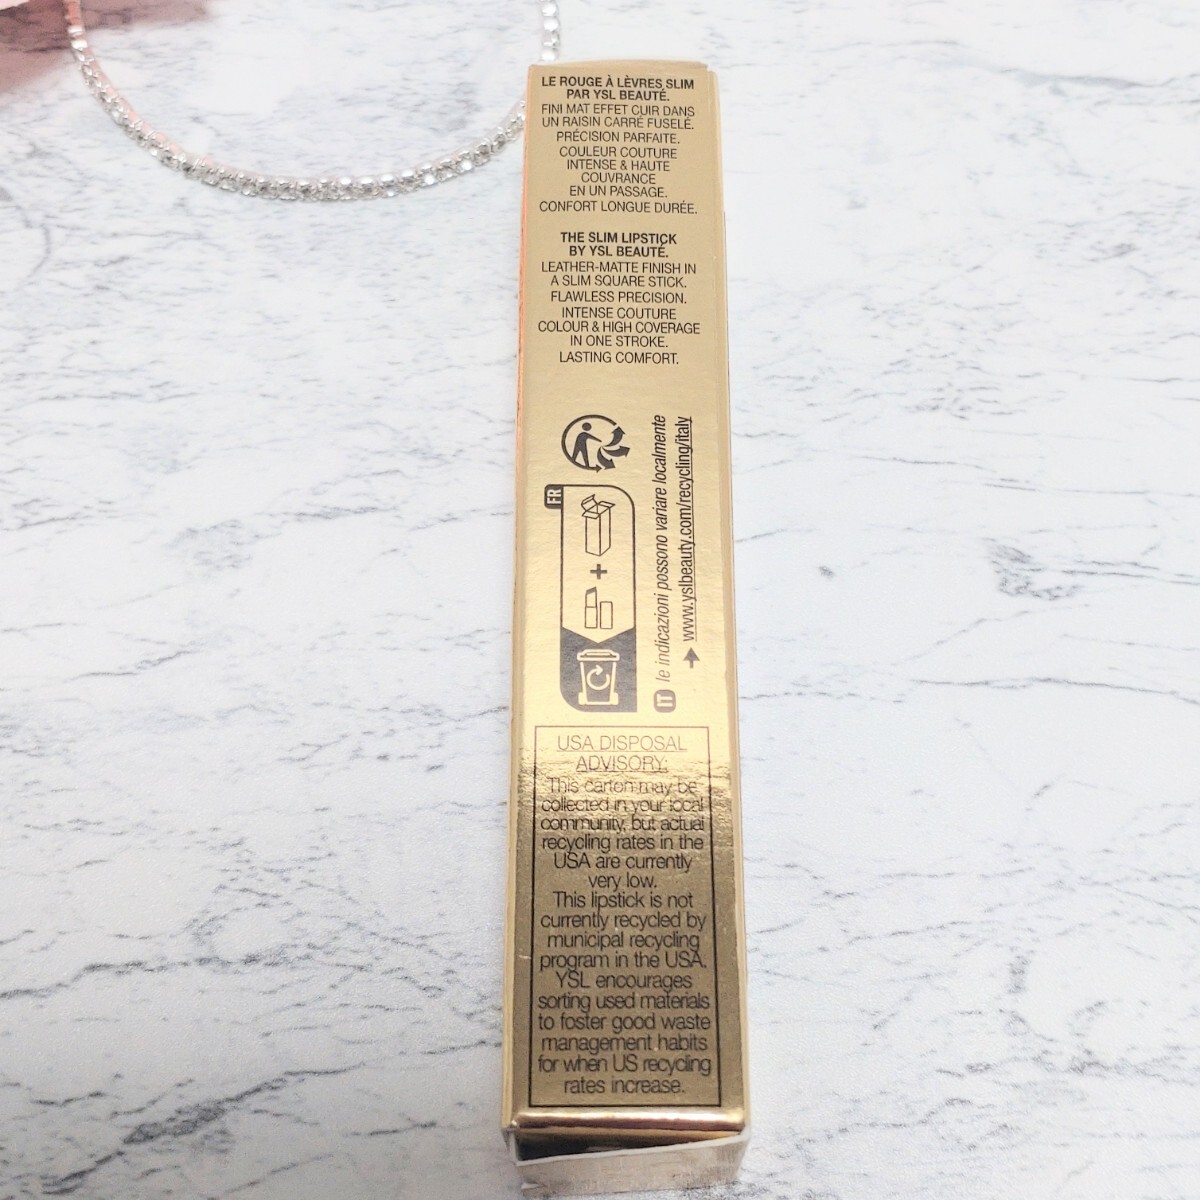 LE ROUGE À LÈVRES SLIM
PAR YSL BEAUTÉ.
FINI MAT EFFET CUIR DANS
UN RAISIN CARRÉ FUSELÉ.
PRÉCISION PARFAITE.
COULEUR COUTURE
INTENSE & HAUTE
COUVRANCE
EN UN PASSAGE.
CONFORT LONGUE DURÉE.
THE SLIM LIPSTICK
BY YSL BEAUTÉ.
LEATHER-MATTE FINISH IN
A SLIM SQUARE STICK.
FLAWLESS PRECISION.
INTENSE COUTURE
COLOUR & HIGH COVERAGE
IN ONE STROKE.
LASTING COMFORT.
FR
+
IT le indicazioni possono variare localmente
➔ www.yslbeauty.com/recycling/italy
USA DISPOSAL
ADVISORY:
This carton may be
collected in your local
community, but actual
recycling rates in the
USA are currently
very low.
This lipstick is not
currently recycled by
municipal recycling
program in the USA.
YSL encourages
sorting used materials
to foster good waste
management habits
for when US recycling
rates increase.